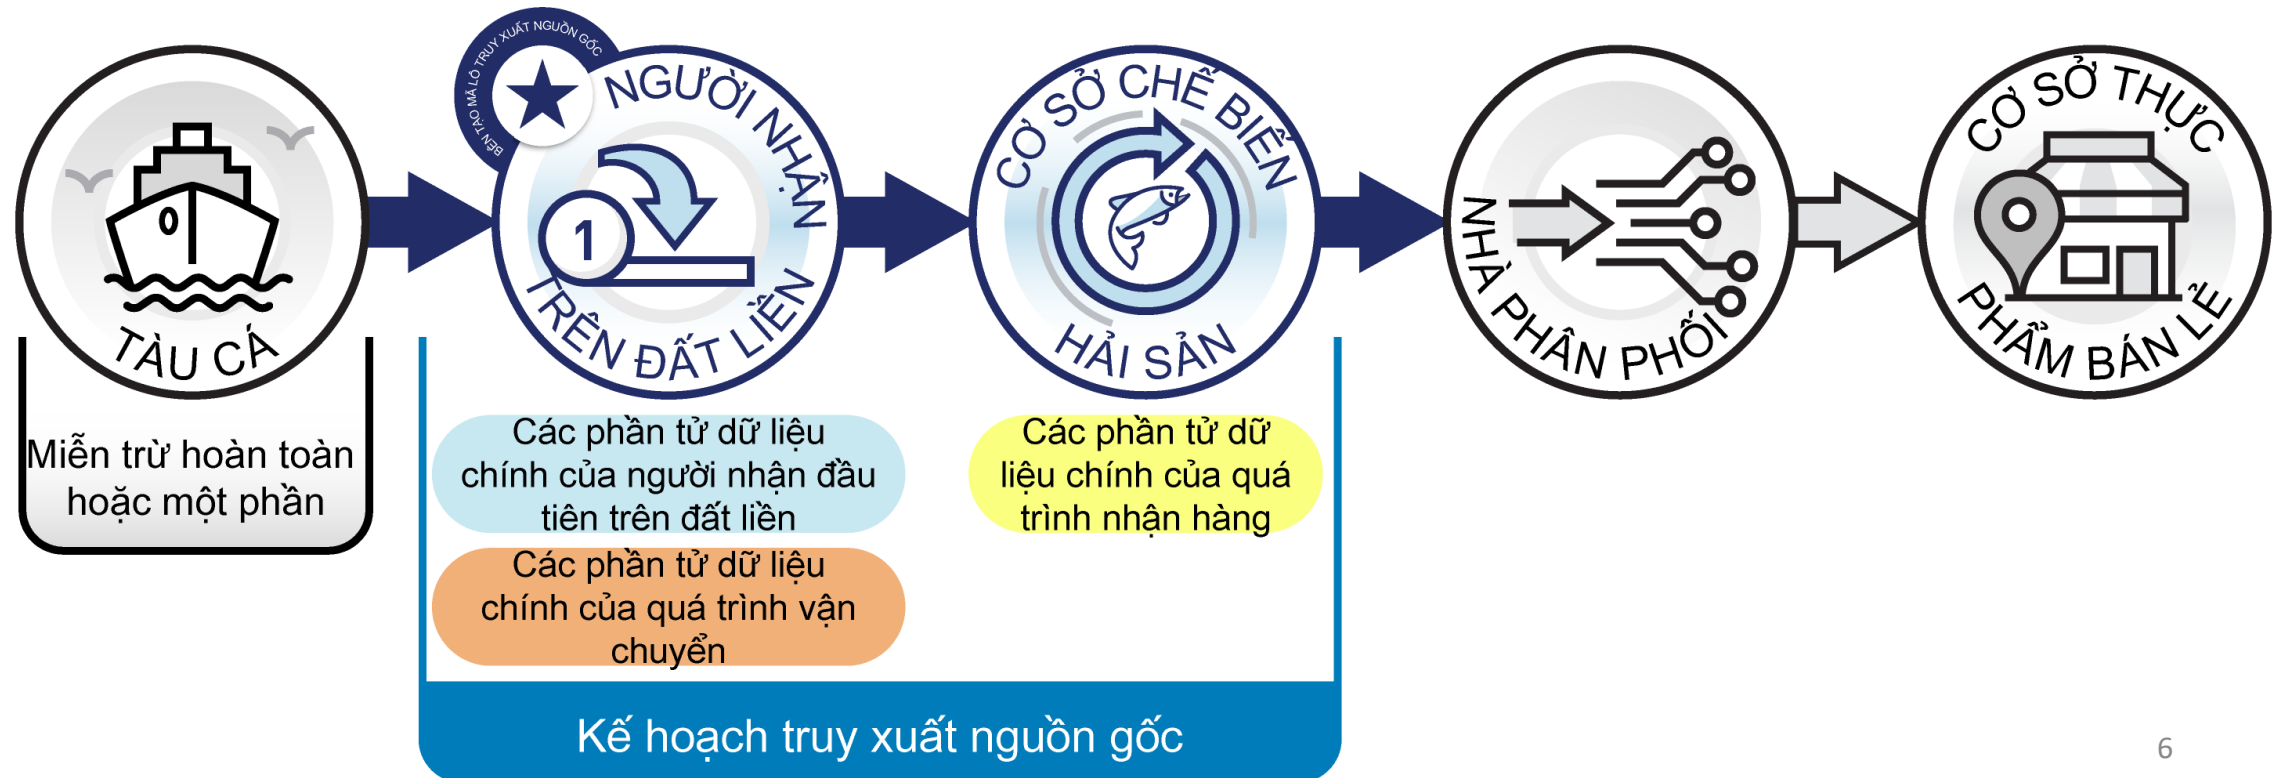 TÀU CÁ
Miễn trừ hoàn toàn
hoặc một phần
BÊN TẠO MÃ LÔ TRUY XUẤT NGUỒN GỐC
NGƯỜI NHẬN
TRÊN ĐẤT LIỀN
1
Các phần tử dữ liệu
chính của người nhận đầu
tiên trên đất liền
Các phần tử dữ liệu
chính của quá trình vận
chuyển
CƠ SỞ CHẾ BIẾN
HẢI SẢN
Các phần tử dữ
liệu chính của quá
trình nhận hàng
Kế hoạch truy xuất nguồn gốc
NHÀ PHÂN PHỐI
CƠ SỞ THỰC
PHẨM BÁN LẺ
6